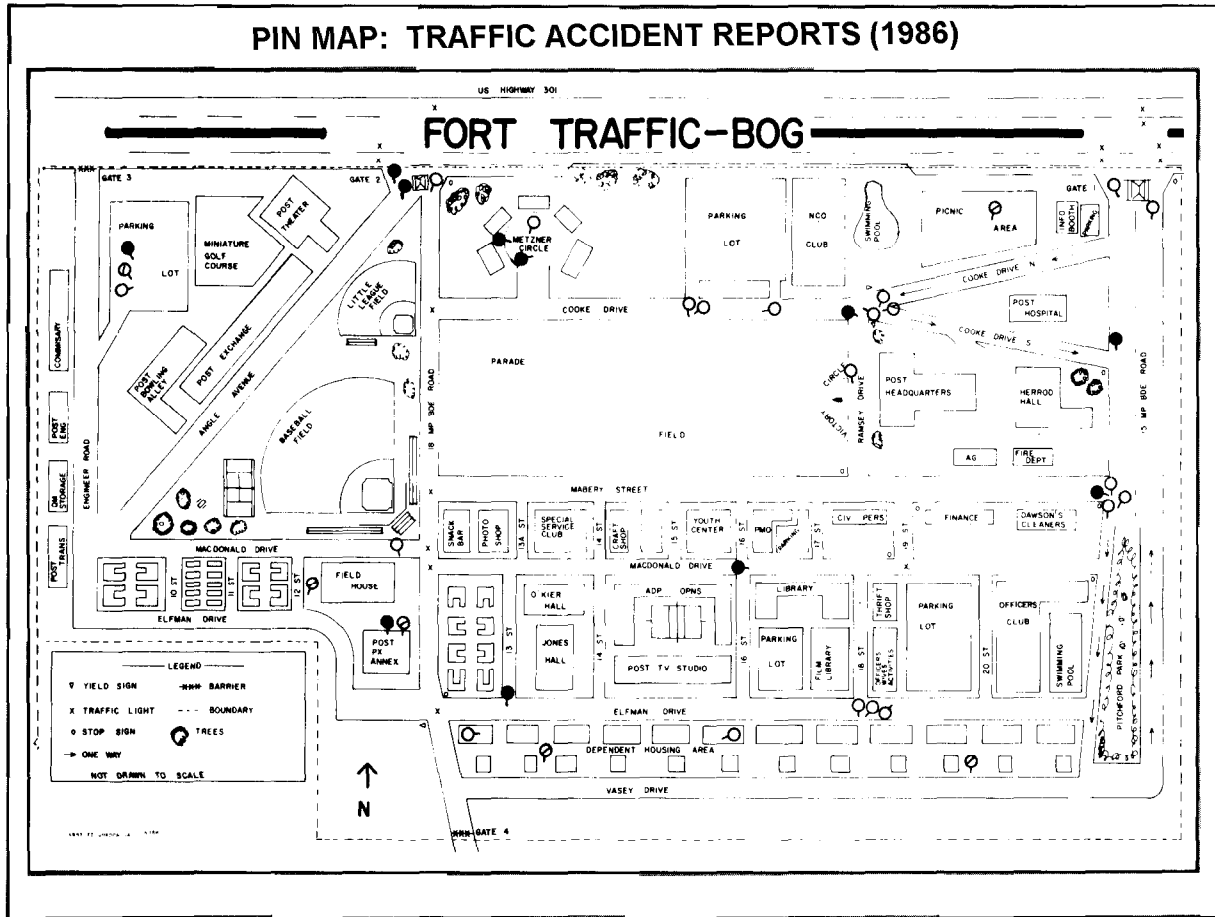 PIN MAP: TRAFFIC ACCIDENT REPORTS (1986)
US HIGHWAY 301
FORT TRAFFIC-BOG
GATE 3
GATE 2
GATE 1
PARKING
LOT
MINIATURE
GOLF
COURSE
POST
THEATER
METZNER
CIRCLE
PARKING
LOT
NCO
CLUB
SWIMMING
POOL
PICNIC
AREA
INFO
BOOTH
PARKING
COOKE DRIVE N
POST
HOSPITAL
COOKE DRIVE S
COMMISARY
POST
BOWLING
ALLEY
POST EXCHANGE
ANGLE AVENUE
LITTLE
LEAGUE
FIELD
COOKE DRIVE
PARADE
FIELD
18 MP BDE ROAD
VICTORY
CIRCLE
RAMSEY DRIVE
POST
HEADQUARTERS
HERROD
HALL
15 MP BDE ROAD
AG
FIRE
DEPT
POST
ENG
QM
STORAGE
POST
TRANS
ENGINEER ROAD
BASEBALL
FIELD
MABERY STREET
SNACK
BAR
PHOTO
SHOP
13A ST
SPECIAL
SERVICE
CLUB
14 ST
CRAFT
SHOP
15 ST
YOUTH
CENTER
16 ST
PMO
PARKING
17 ST
CIV PERS
19 ST
FINANCE
DAWSON'S
CLEANERS
MACDONALD DRIVE
MACDONALD DRIVE
10 ST
11 ST
12 ST
FIELD
HOUSE
ELFMAN DRIVE
POST
PX
ANNEX
13 ST
O KIER
HALL
JONES
HALL
14 ST
ADP OPNS
POST TV STUDIO
16 ST
LIBRARY
PARKING
LOT
FILM
LIBRARY
18 ST
THRIFT
SHOP
OFFICERS
WIVES
ACTIVITIES
PARKING
LOT
20 ST
OFFICERS
CLUB
SWIMMING
POOL
PITCHFORD PARK
ELFMAN DRIVE
DEPENDENT HOUSING AREA
VASEY DRIVE
GATE 4
LEGEND
YIELD SIGN
BARRIER
X TRAFFIC LIGHT
BOUNDARY
STOP SIGN
TREES
ONE WAY
NOT DRAWN TO SCALE
N